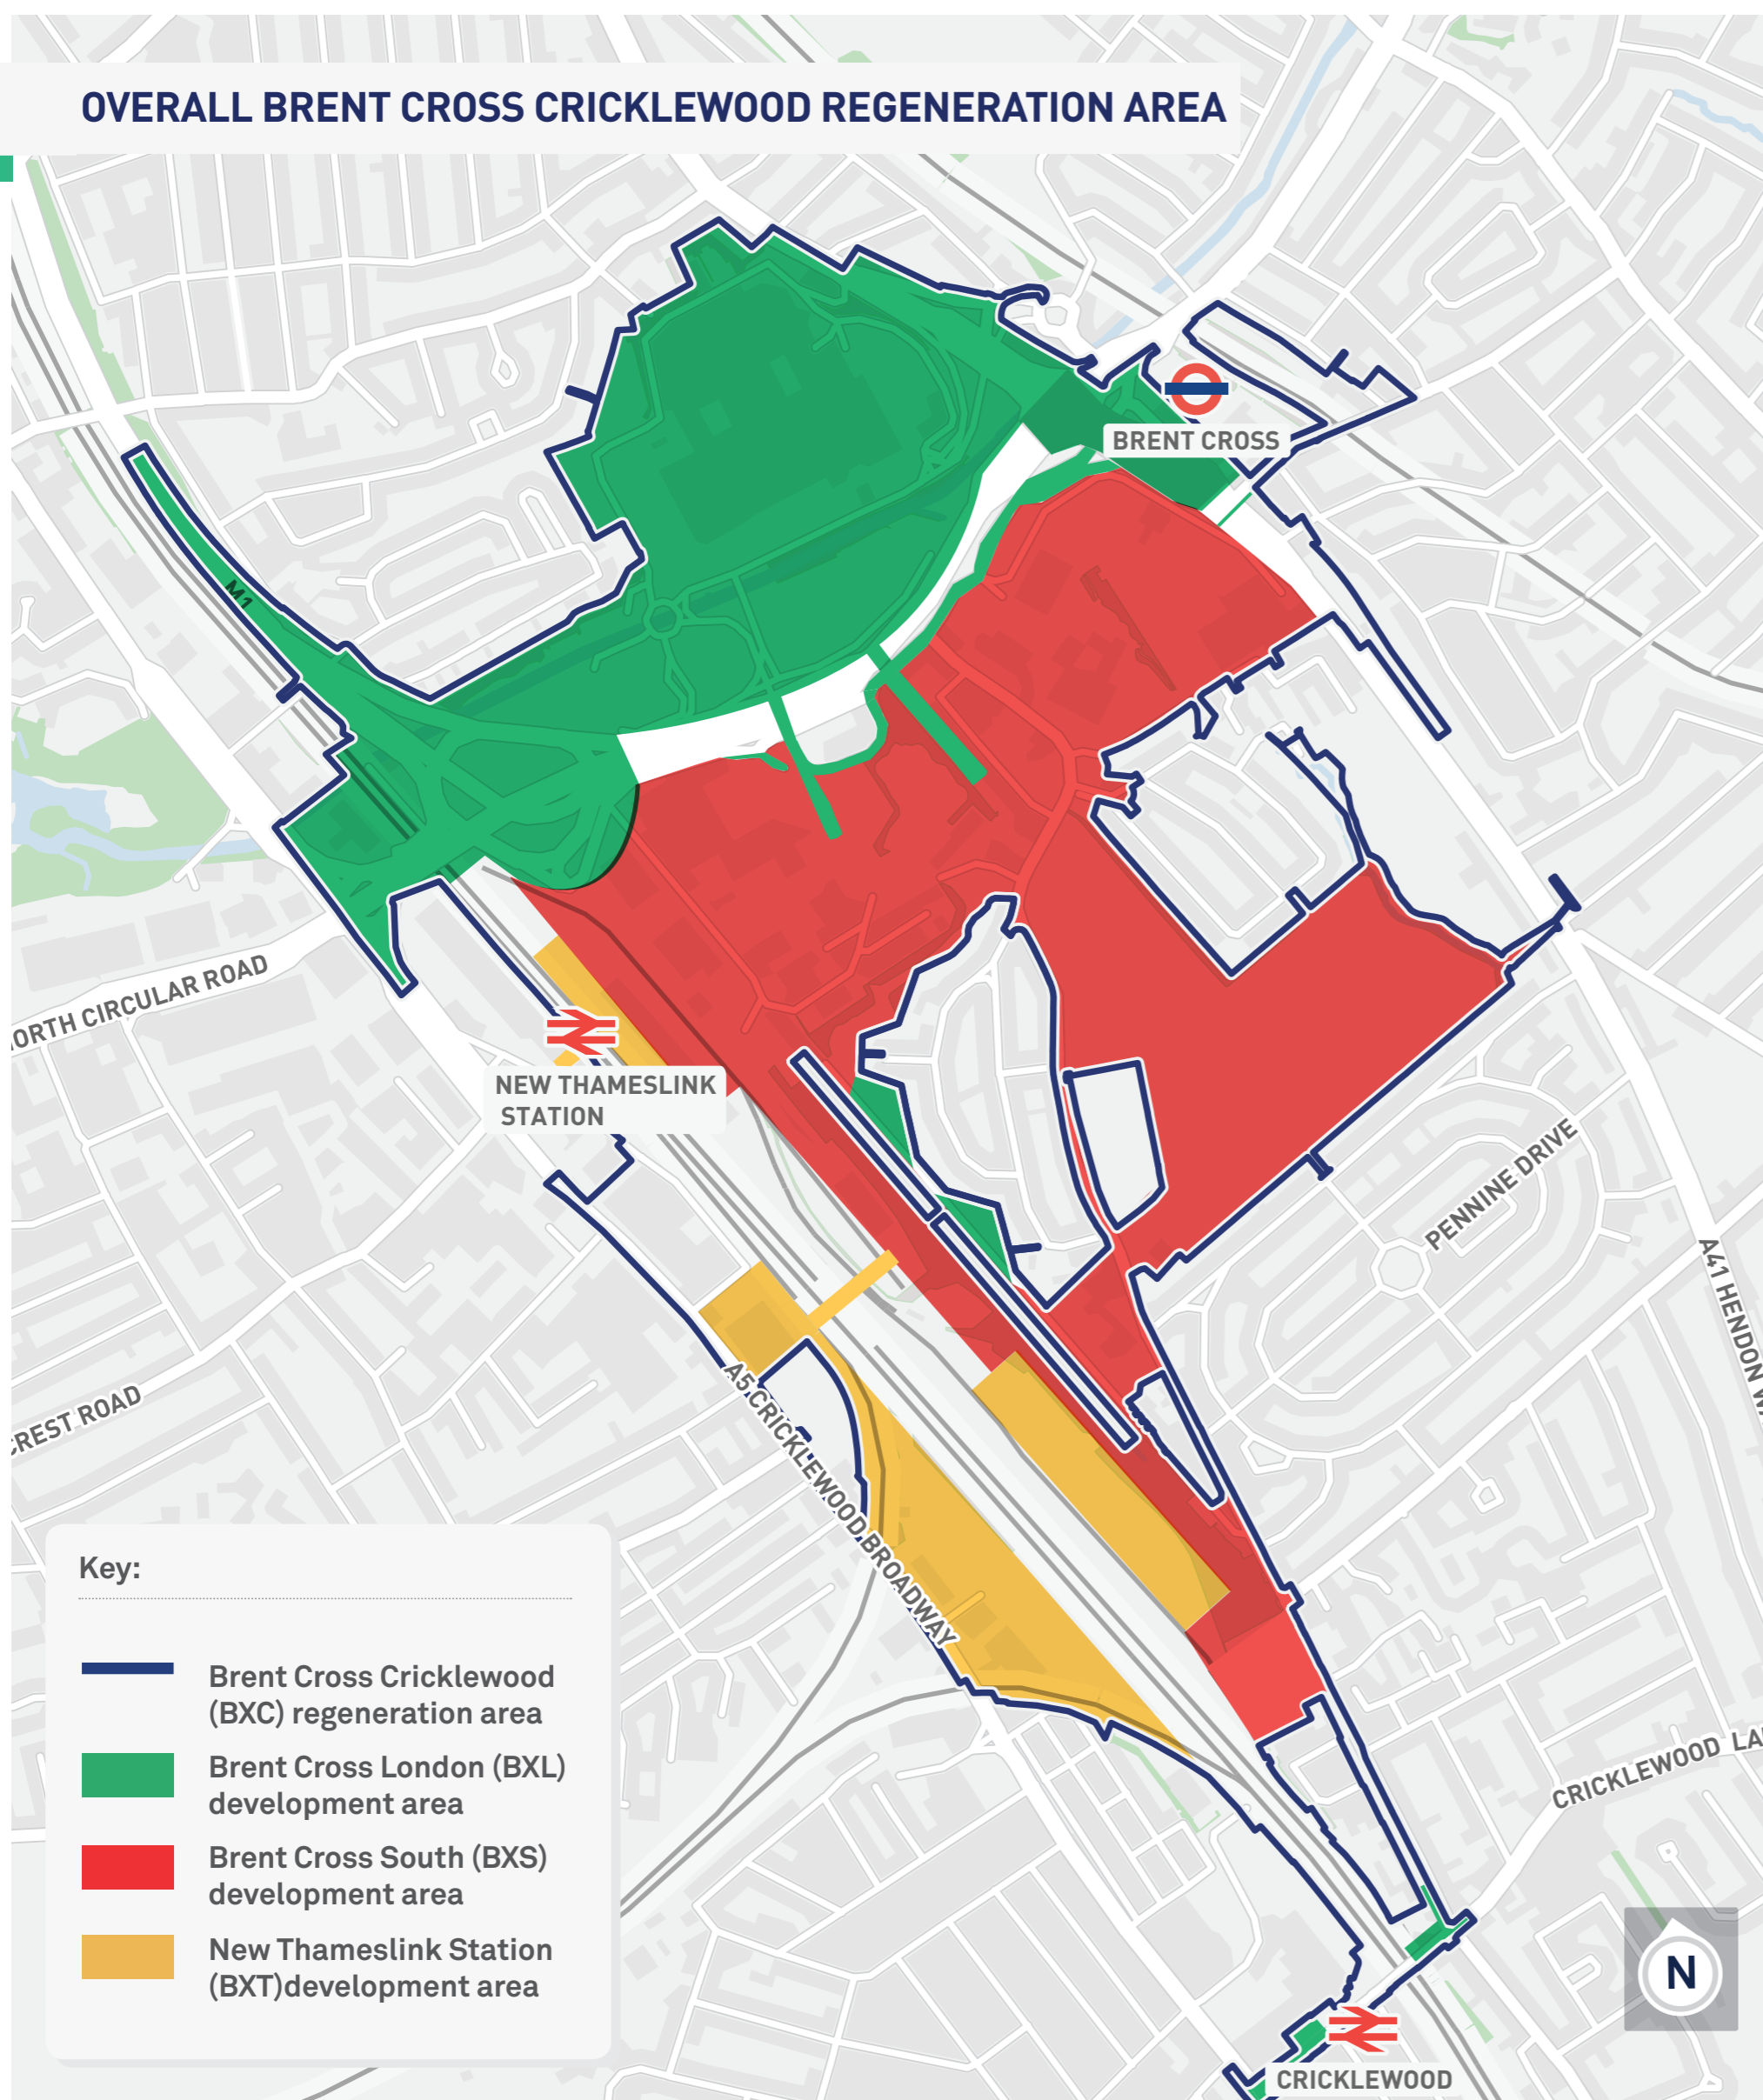 OVERALL BRENT CROSS CRICKLEWOOD REGENERATION AREA
BRENT CROSS
M1
ORTH CIRCULAR ROAD
NEW THAMESLINK
STATION
PENNINE DRIVE
A41 HENDON WA
CREST ROAD
A5 CRICKLEWOOD BROADWAY
CRICKLEWOOD LA
Key:
Brent Cross Cricklewood
(BXC) regeneration area
Brent Cross London (BXL)
development area
Brent Cross South (BXS)
development area
New Thameslink Station
(BXT)development area
N
CRICKLEWOOD